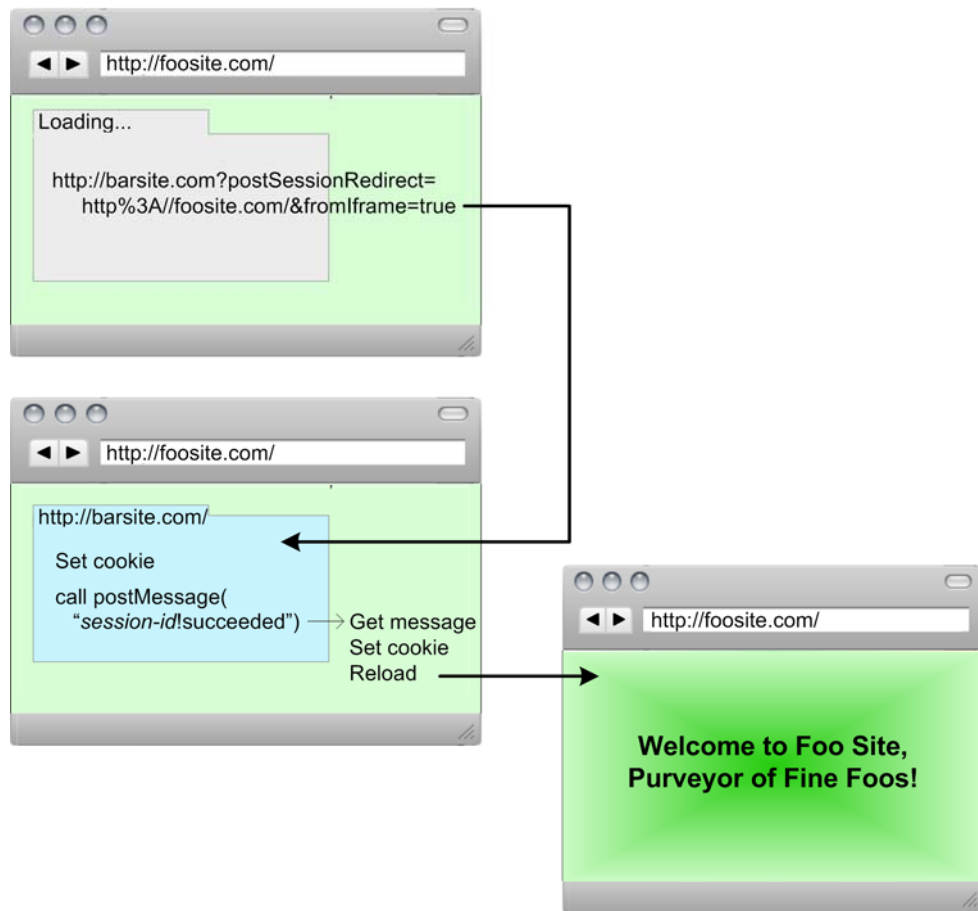 http://foosite.com/
Loading...
http://barsite.com?postSessionRedirect=
http%3A//foosite.com/&fromIframe=true
http://foosite.com/
http://barsite.com/
Set cookie
call postMessage(
“session-id!succeeded”)
Get message
Set cookie
Reload
http://foosite.com/
Welcome to Foo Site,
Purveyor of Fine Foos!